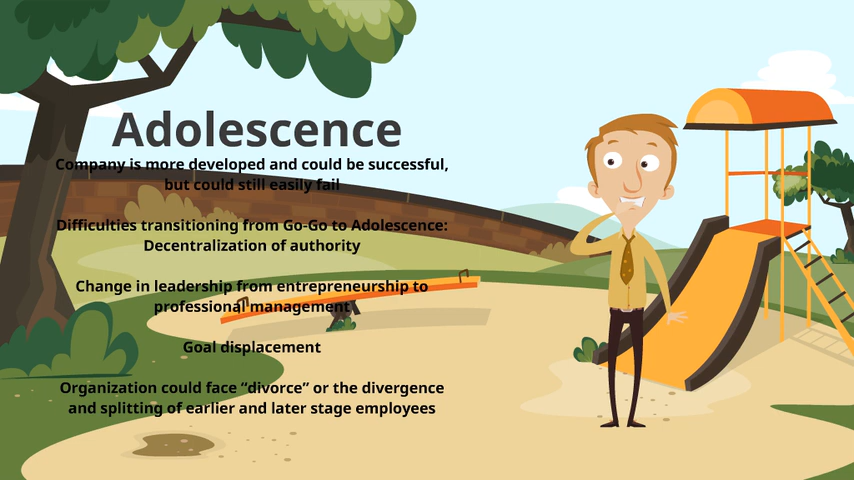 Adolescence
Company is more developed and could be successful,
but could still easily fail
Difficulties transitioning from Go-Go to Adolescence:
Decentralization of authority
Change in leadership from entrepreneurship to
professional management
Goal displacement
Organization could face “divorce” or the divergence
and splitting of earlier and later stage employees